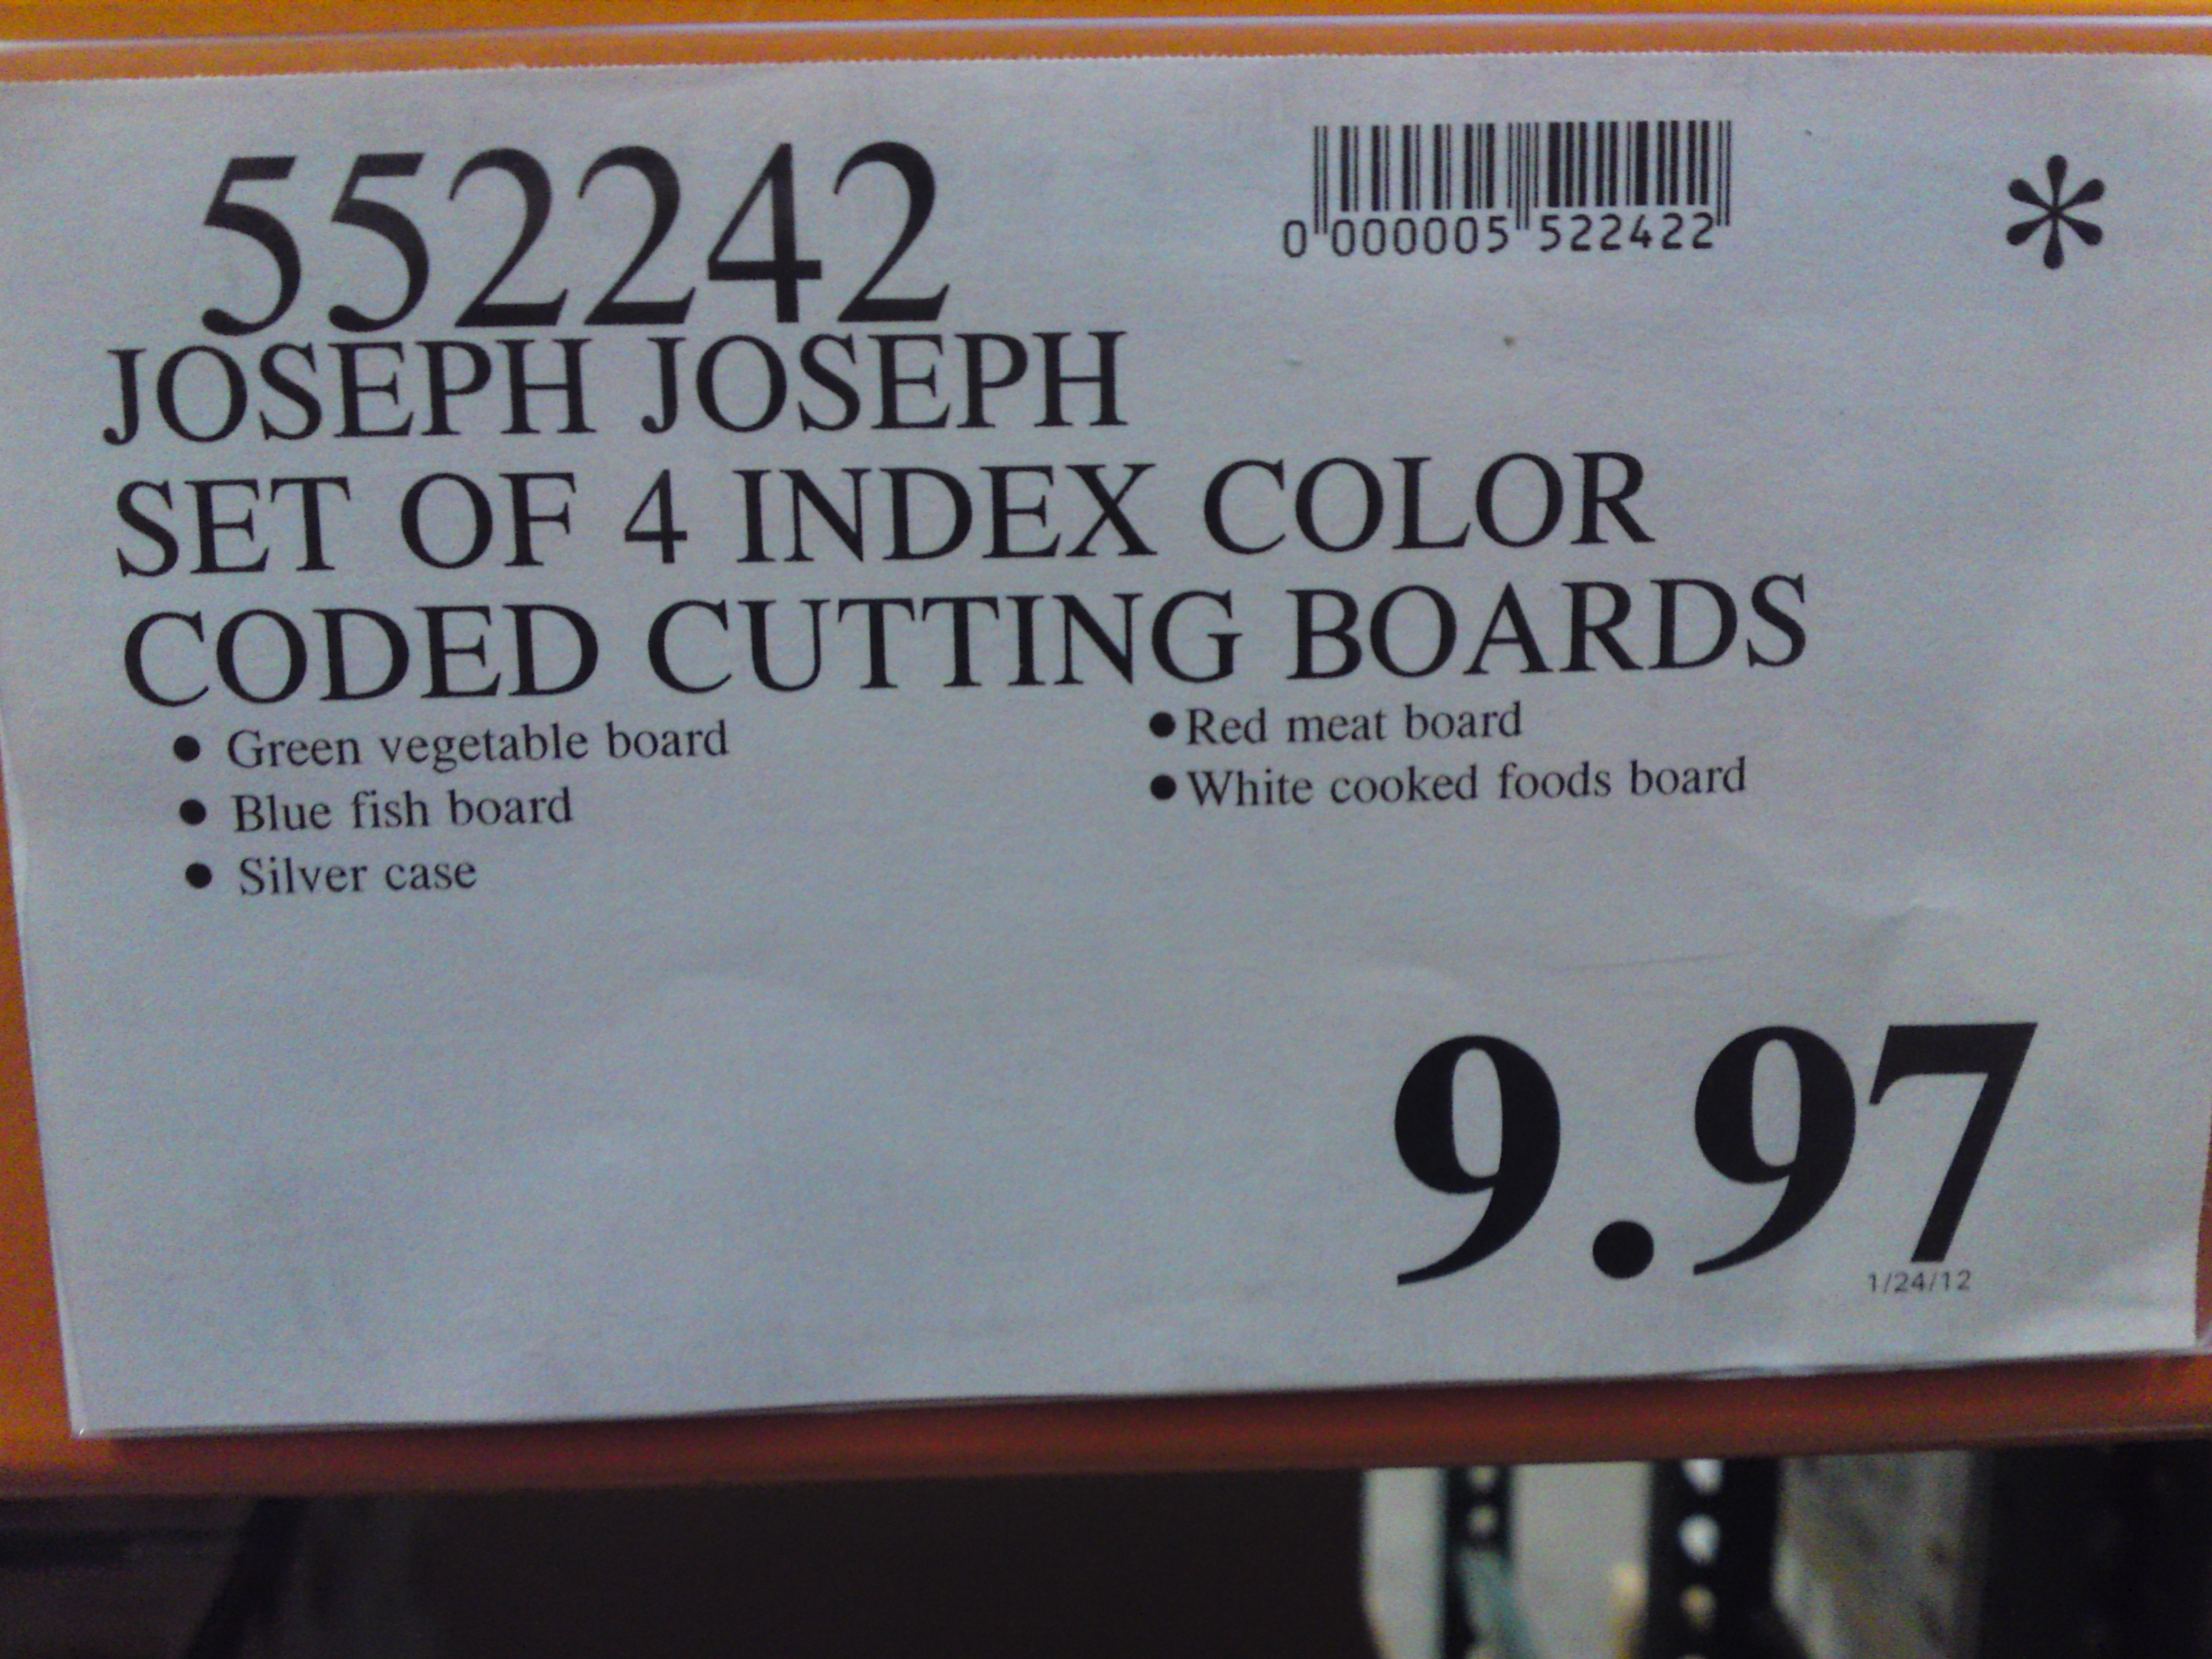 552242
0 000005 522422
*
JOSEPH JOSEPH
SET OF 4 INDEX COLOR
CODED CUTTING BOARDS
• Green vegetable board
• Blue fish board
• Silver case
• Red meat board
• White cooked foods board
9.97
1/24/12